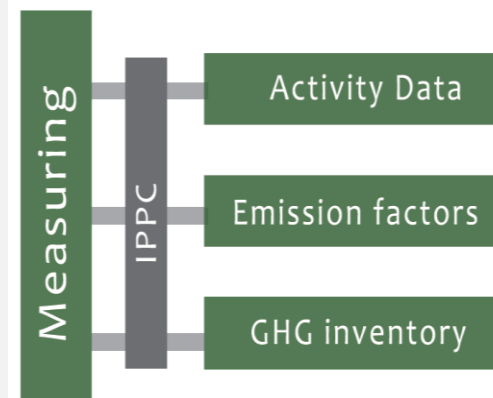 Measuring
IPPC
Activity Data
Emission factors
GHG inventory